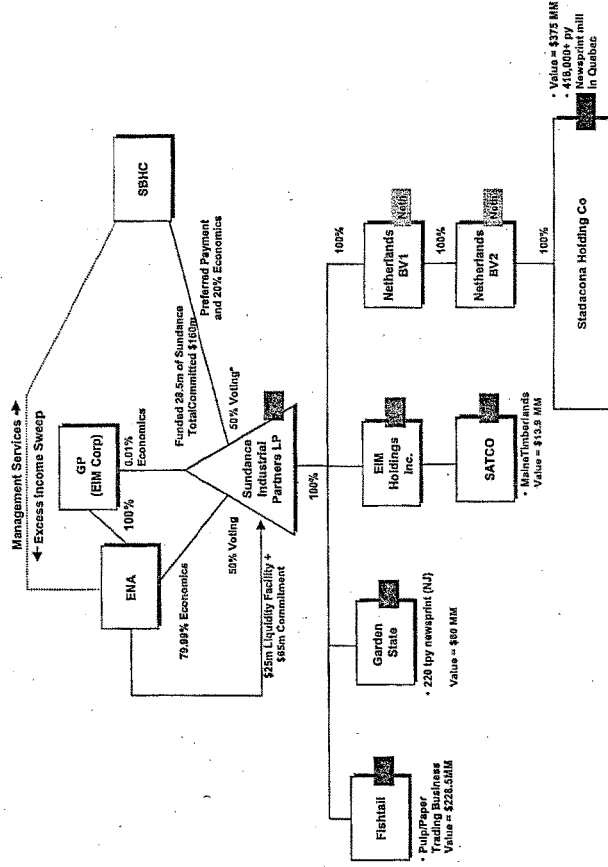 Management Services
Excess Income Sweep
SBHC
GP
(EIM Corp)
0.01%
Economics
100%
ENA
Funded 28.5m of Sundance
Total Committed $160m
Preferred Payment
and 20% Economics
50% Voting*
79.99% Economics
50% Voting
Sundance
Industrial
Partners LP
$25m Liquidity Facility +
$65m Commitment
100%
Fishtail
• Pulp/Paper
Trading Business
Value = $228.5MM
Garden
State
• 220 tpy newsprint (NJ)
Value = $60 MM
EIM
Holdings
Inc.
SATCO
• MaineTimberlands
Value = $13.9 MM
100%
Netherlands
BV1
Neth
100%
Netherlands
BV2
Neth
100%
Stadacona Holding Co
• Value = $375 MM
• 418,000+ py
Newsprint mill
in Quebec